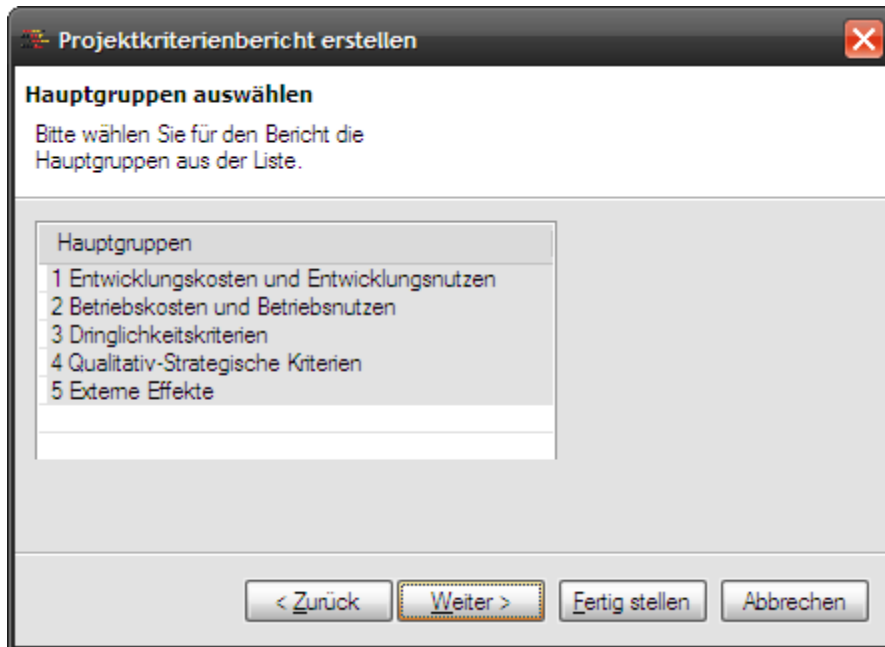 Projektkriterienbericht erstellen
Hauptgruppen auswählen
Bitte wählen Sie für den Bericht die
Hauptgruppen aus der Liste.
Hauptgruppen
1 Entwicklungskosten und Entwicklungsnutzen
2 Betriebskosten und Betriebsnutzen
3 Dringlichkeitskriterien
4 Qualitativ-Strategische Kriterien
5 Externe Effekte
< Zurück Weiter > Fertig stellen Abbrechen